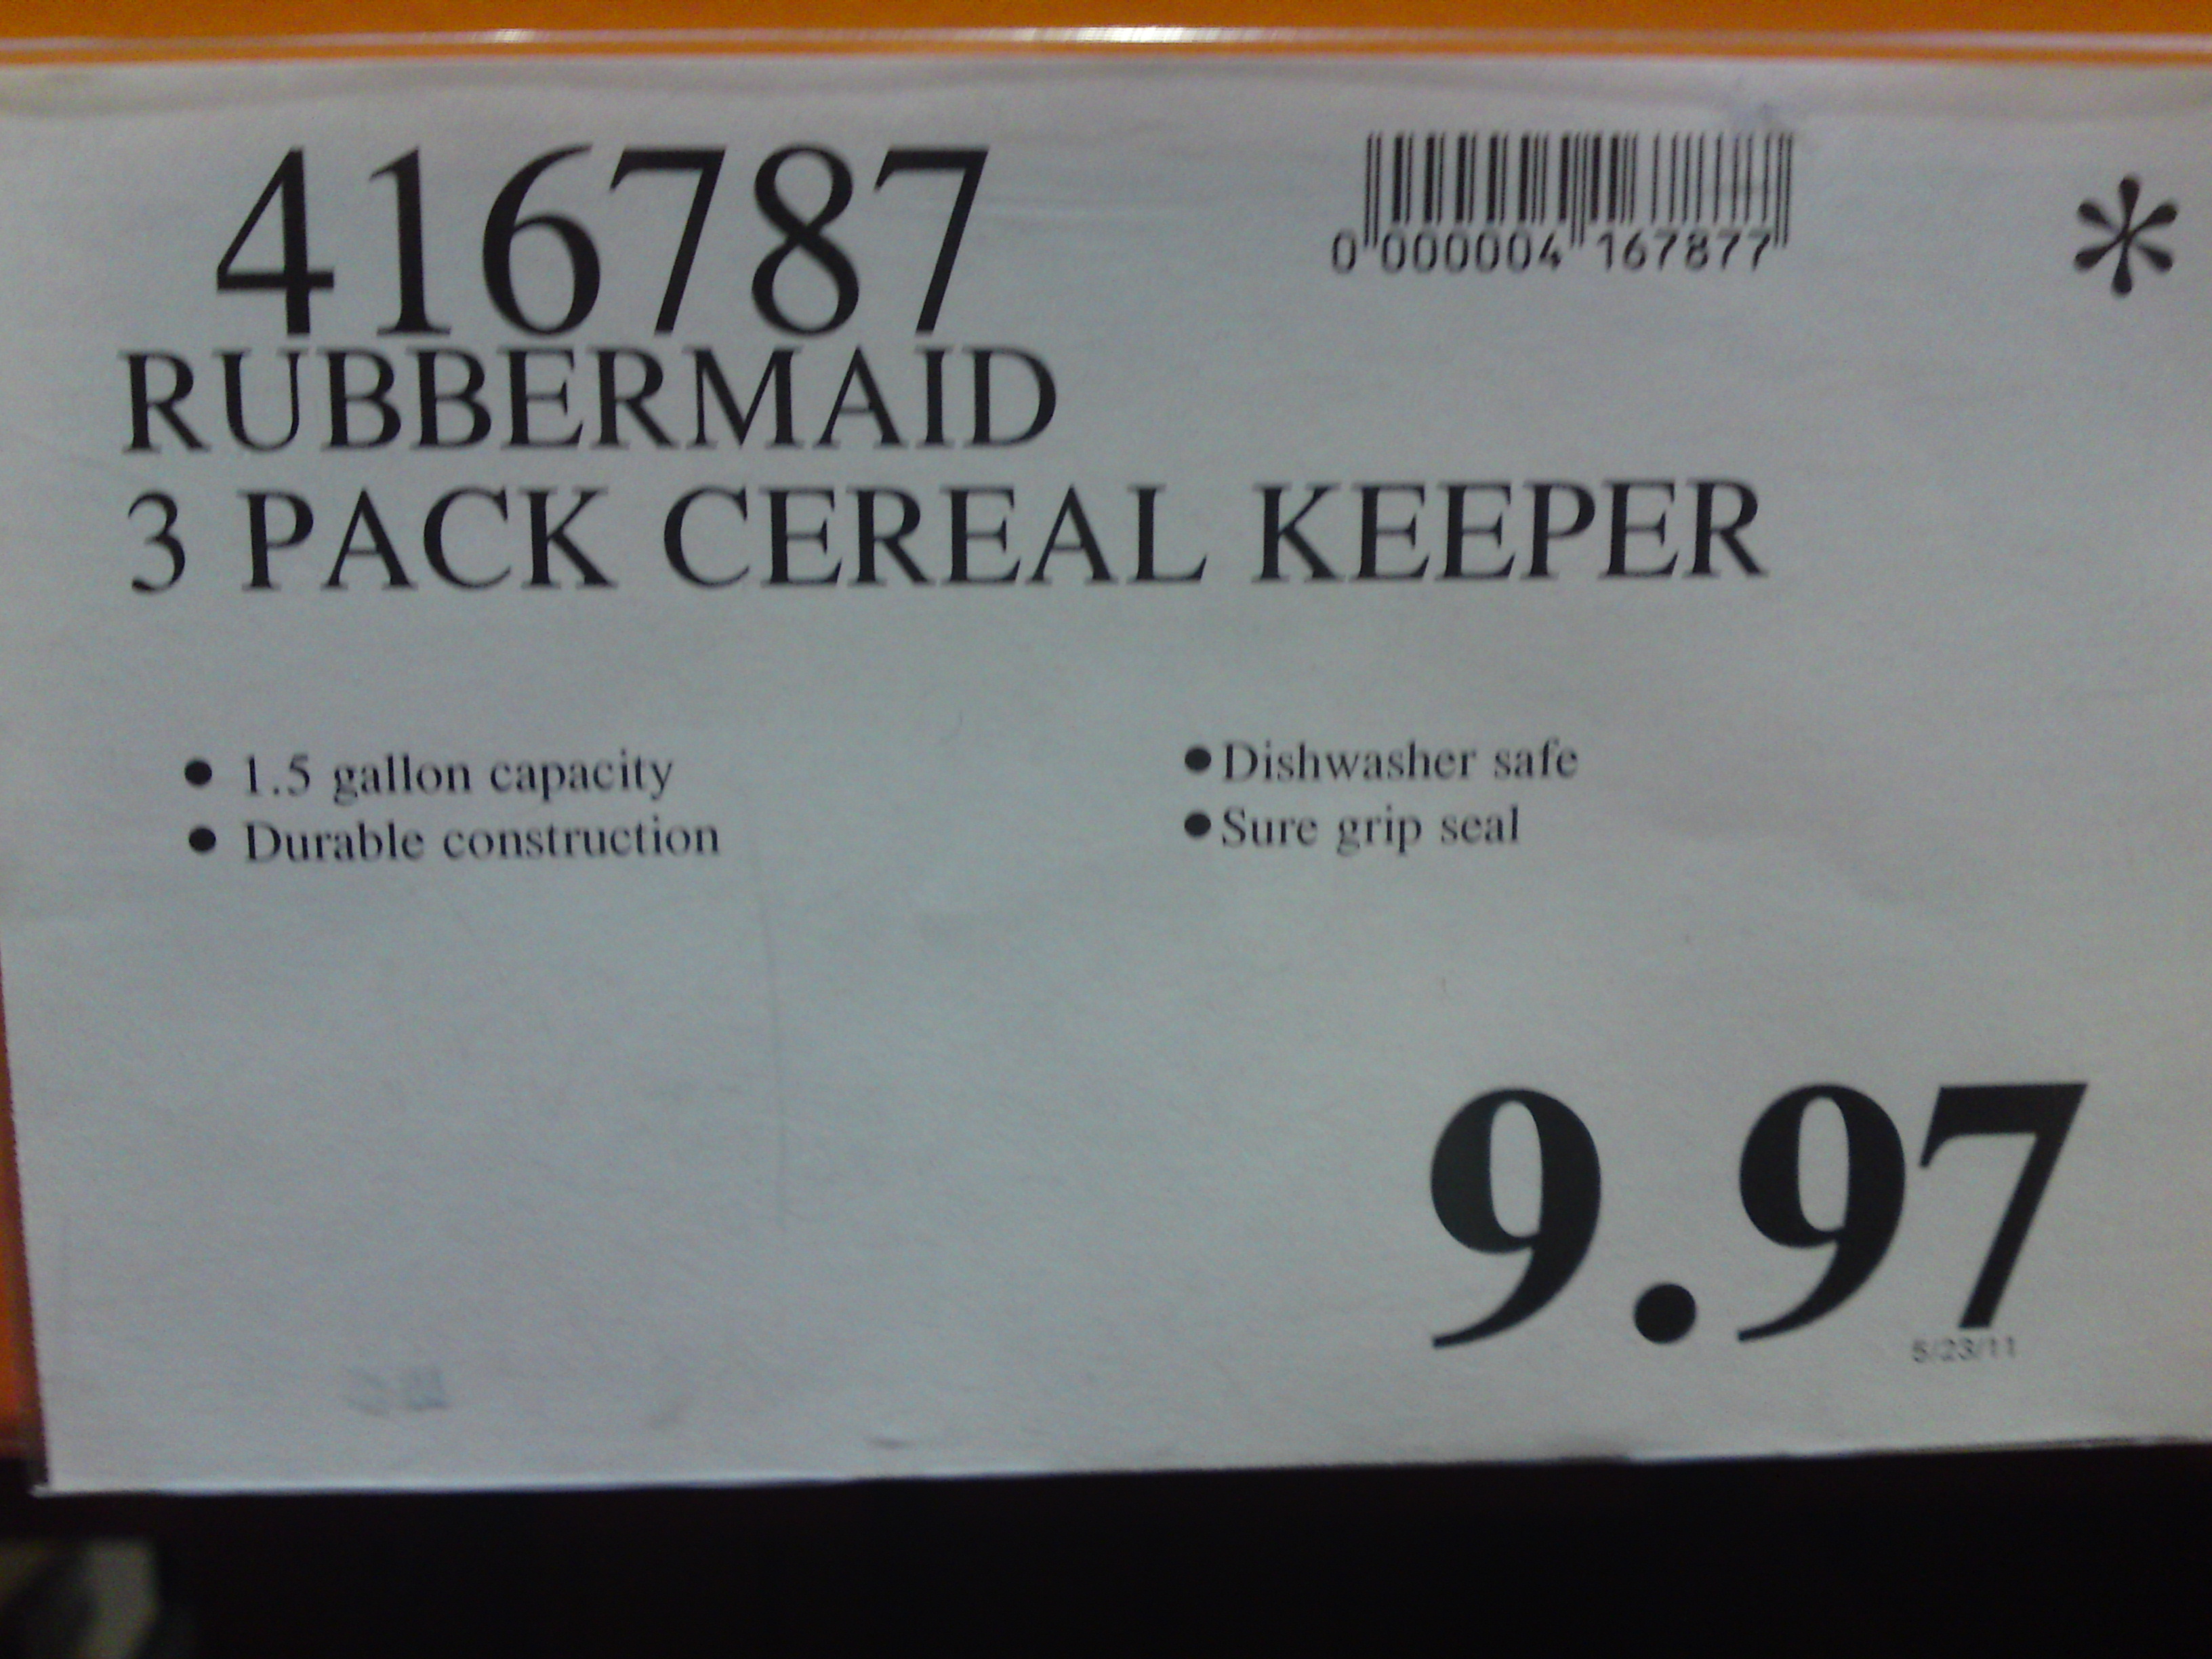 416787
0 000004 167877
*
RUBBERMAID
3 PACK CEREAL KEEPER
• 1.5 gallon capacity
• Durable construction
• Dishwasher safe
• Sure grip seal
9.97
5/23/11